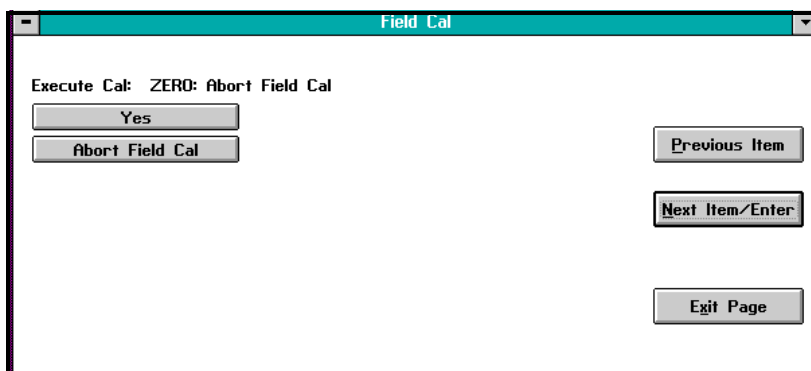 Field Cal
Execute Cal: ZERO: Abort Field Cal
Yes
Abort Field Cal
Previous Item
Next Item/Enter
Exit Page